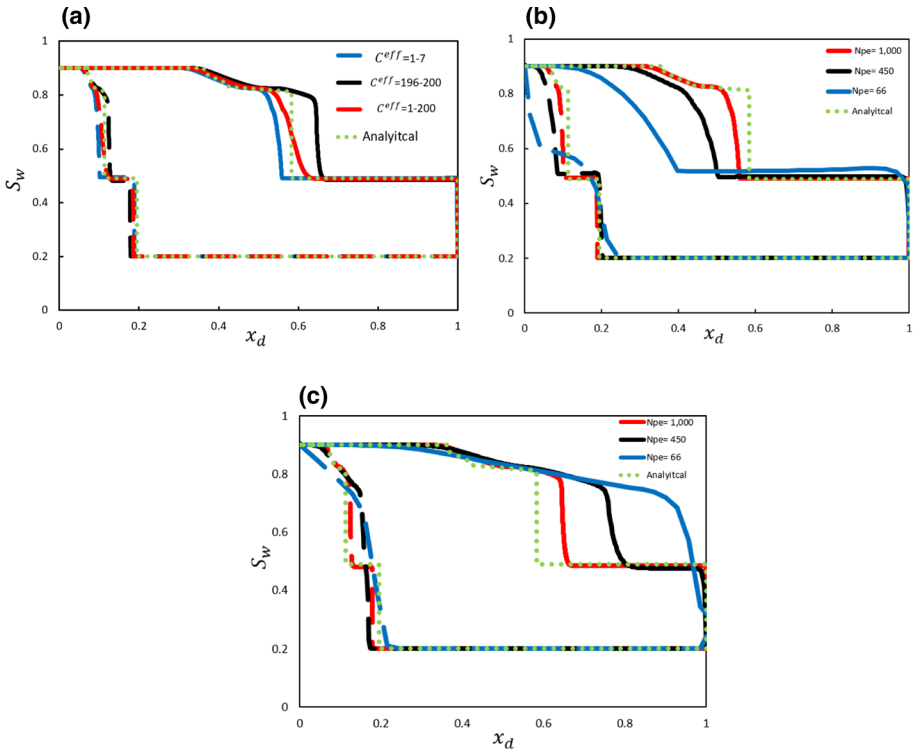 (a)
1
0.8
0.6
0.4
0.2
0
S_w
0 0.2 0.4 0.6 0.8 1
x_d
C^eff=1-7
C^eff=196-200
C^eff=1-200
Analyitcal
(b)
1
0.8
0.6
0.4
0.2
0
S_w
0 0.2 0.4 0.6 0.8 1
x_d
Npe= 1,000
Npe= 450
Npe= 66
Analyitcal
(c)
1
0.8
0.6
0.4
0.2
0
S_w
0 0.2 0.4 0.6 0.8 1
x_d
Npe= 1,000
Npe= 450
Npe= 66
Analyitcal